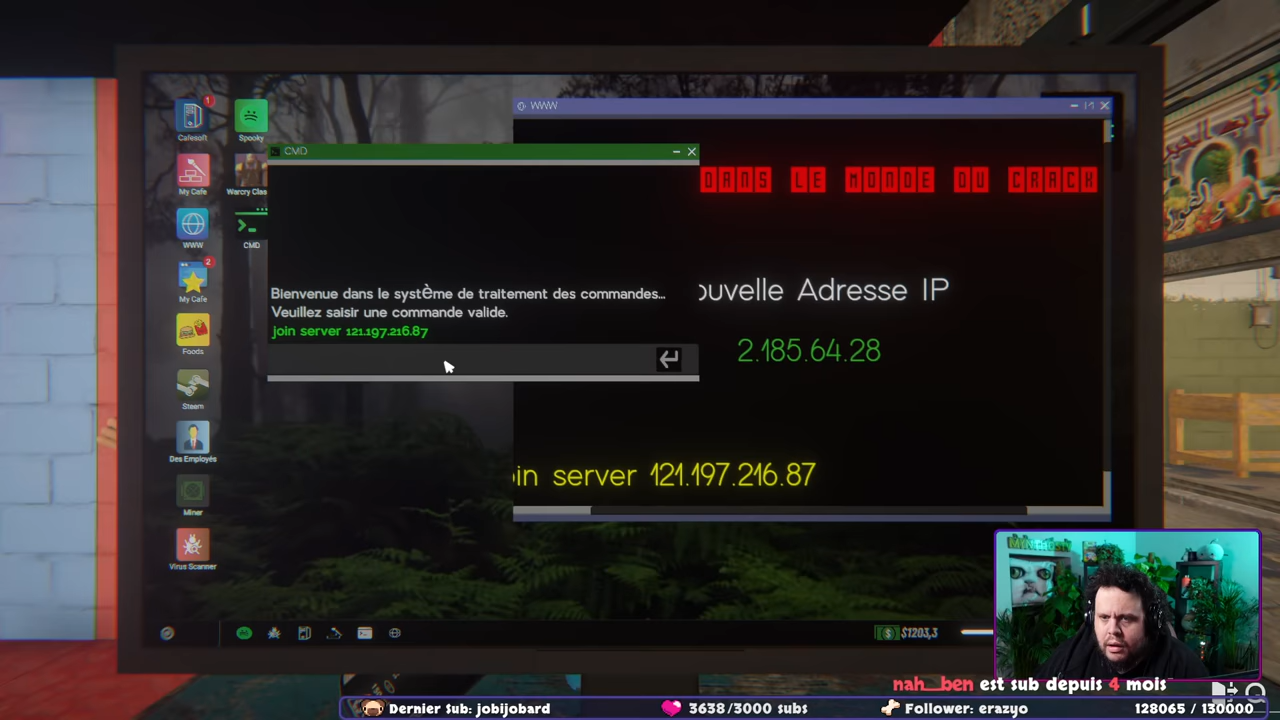 WWW
CMD
DANS LE MONDE DU CRACK
Bienvenue dans le système de traitement des commandes...
Veuillez saisir une commande valide.
join server 121.197.216.87
ouvelle Adresse IP
2.185.64.28
oin server 121.197.216.87
1
Cafesoft
Spooky
My Cafe
Warcry Clas
WWW
CMD
2
My Cafe
Foods
Steam
Des Employés
Miner
Virus Scanner
$1203,3
nah__ben est sub depuis 4 mois
Dernier sub: jobijobard
3638/3000 subs
Follower: erazyo
128065 / 130000